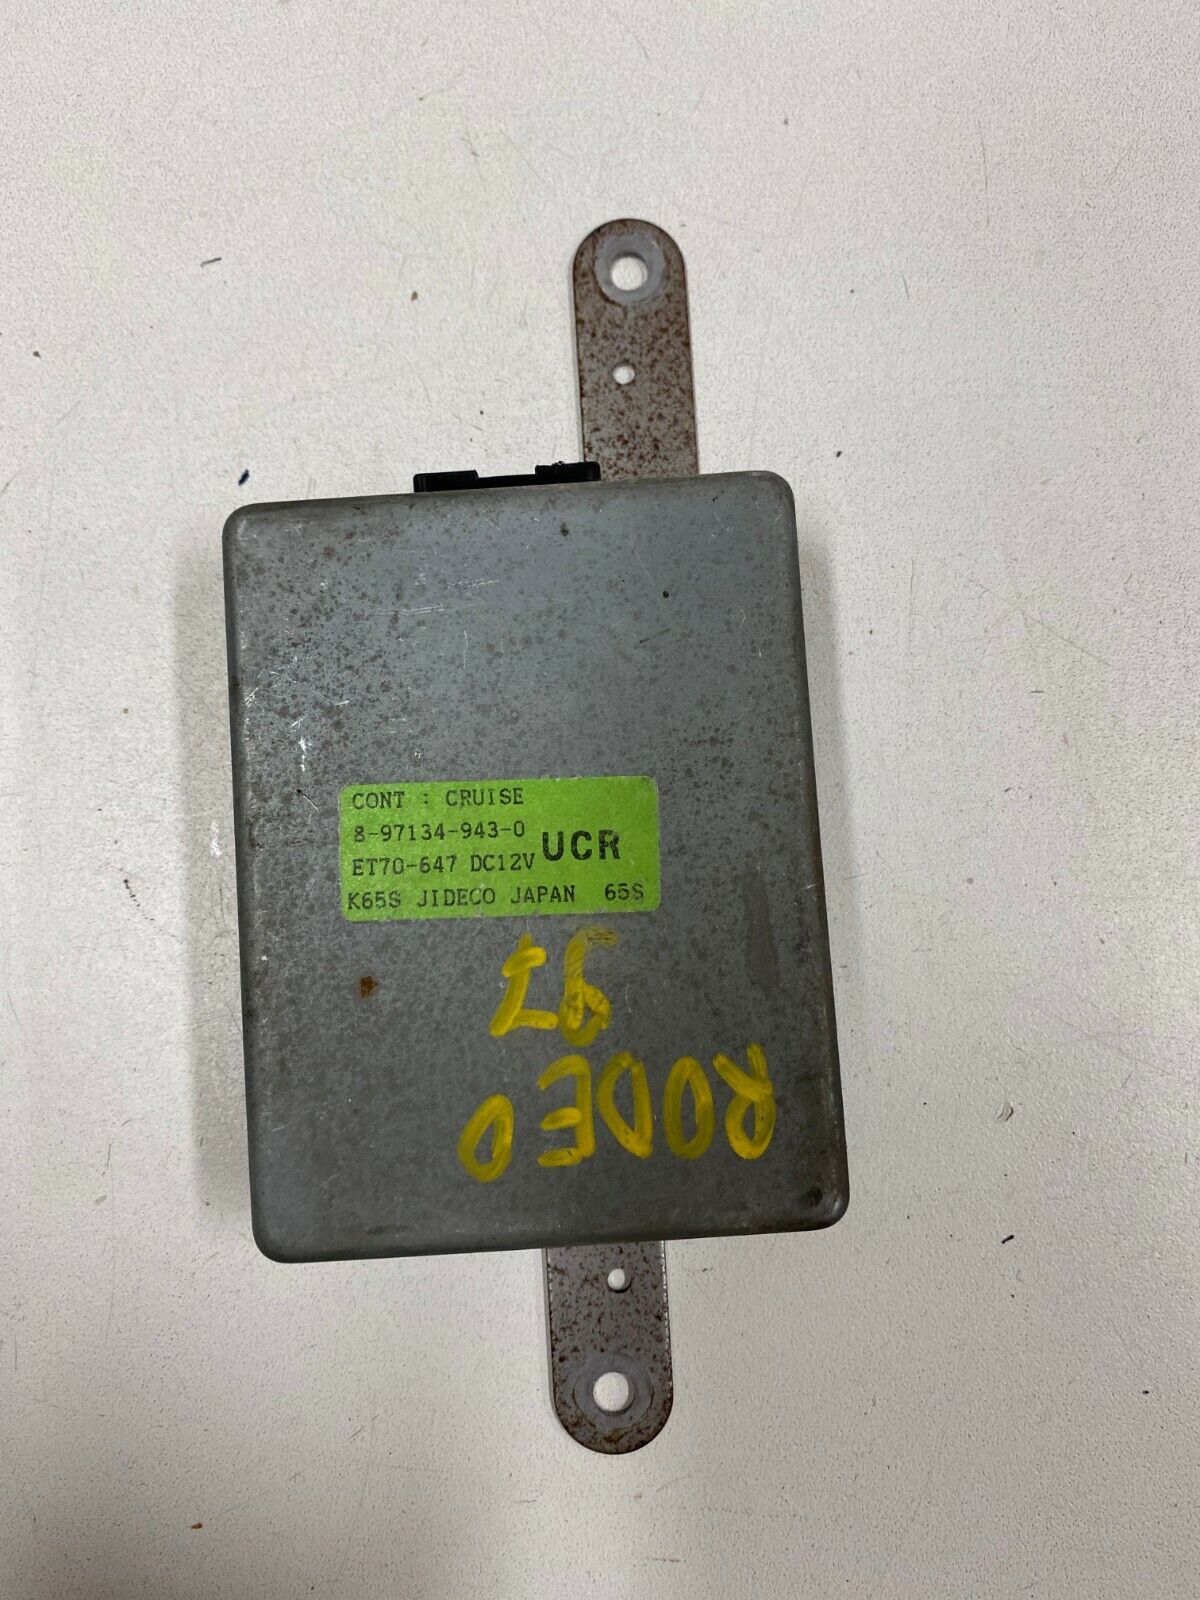 CONT : CRUISE
8-97134-943-0
ET70-647 DC12V UCR
K65S JIDECO JAPAN 65S
RODEO
97